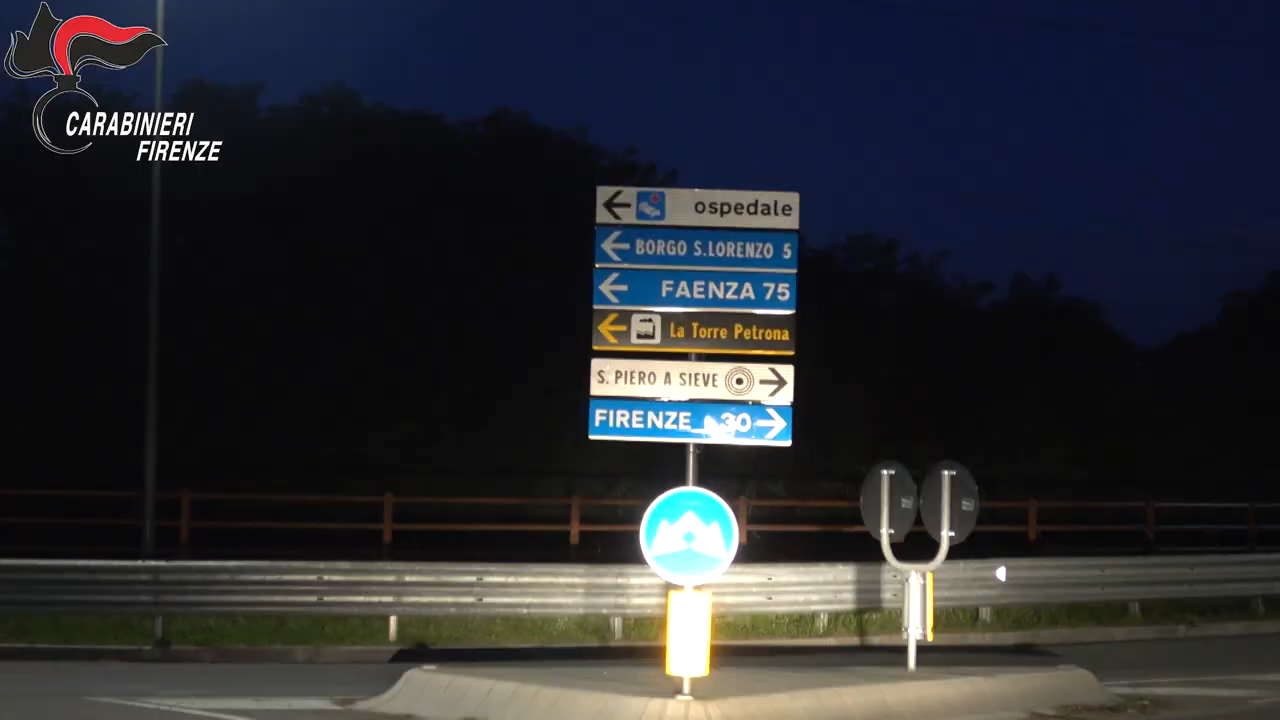 CARABINIERI
FIRENZE
ospedale
BORGO S.LORENZO 5
FAENZA 75
La Torre Petrona
S. PIERO A SIEVE
FIRENZE 30